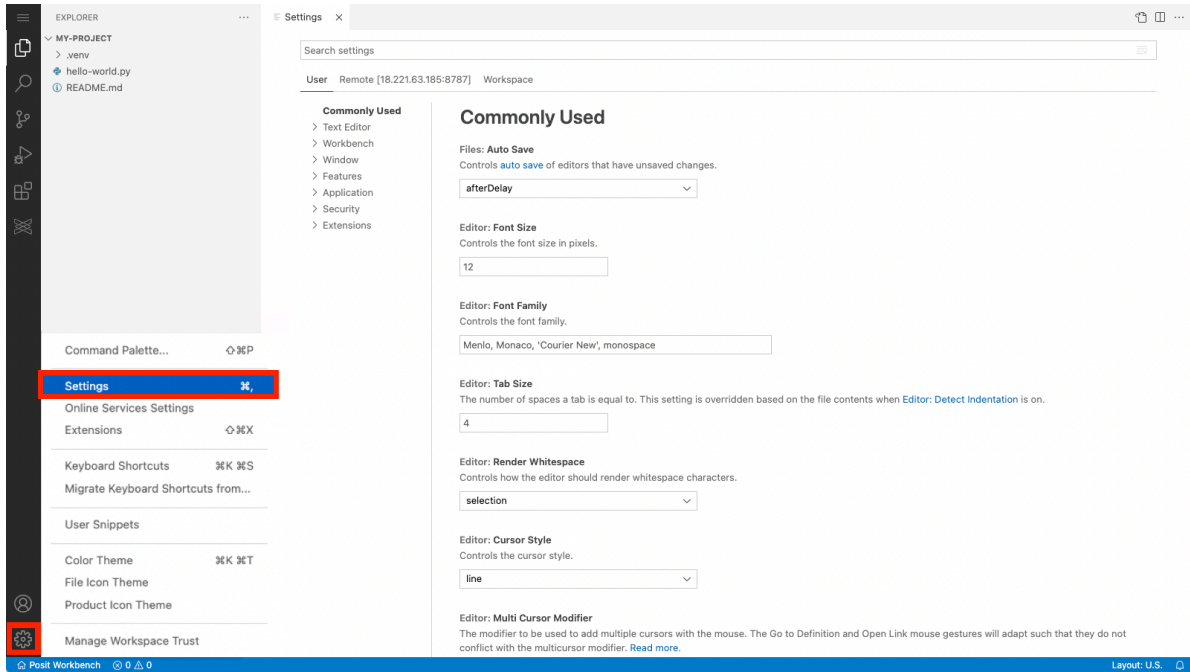 EXPLORER
MY-PROJECT
.venv
hello-world.py
README.md
Command Palette... ⇧⌘P
Settings ⌘,
Online Services Settings
Extensions ⇧⌘X
Keyboard Shortcuts ⌘K ⌘S
Migrate Keyboard Shortcuts from...
User Snippets
Color Theme ⌘K ⌘T
File Icon Theme
Product Icon Theme
Manage Workspace Trust
Settings
Search settings
User Remote [18.221.63.185:8787] Workspace
Commonly Used
Text Editor
Workbench
Window
Features
Application
Security
Extensions
Commonly Used
Files: Auto Save
Controls auto save of editors that have unsaved changes.
afterDelay
Editor: Font Size
Controls the font size in pixels.
12
Editor: Font Family
Controls the font family.
Menlo, Monaco, 'Courier New', monospace
Editor: Tab Size
The number of spaces a tab is equal to. This setting is overridden based on the file contents when Editor: Detect Indentation is on.
4
Editor: Render Whitespace
Controls how the editor should render whitespace characters.
selection
Editor: Cursor Style
Controls the cursor style.
line
Editor: Multi Cursor Modifier
The modifier to be used to add multiple cursors with the mouse. The Go to Definition and Open Link mouse gestures will adapt such that they do not
conflict with the multicursor modifier. Read more.
Posit Workbench 0 0 Layout: U.S.